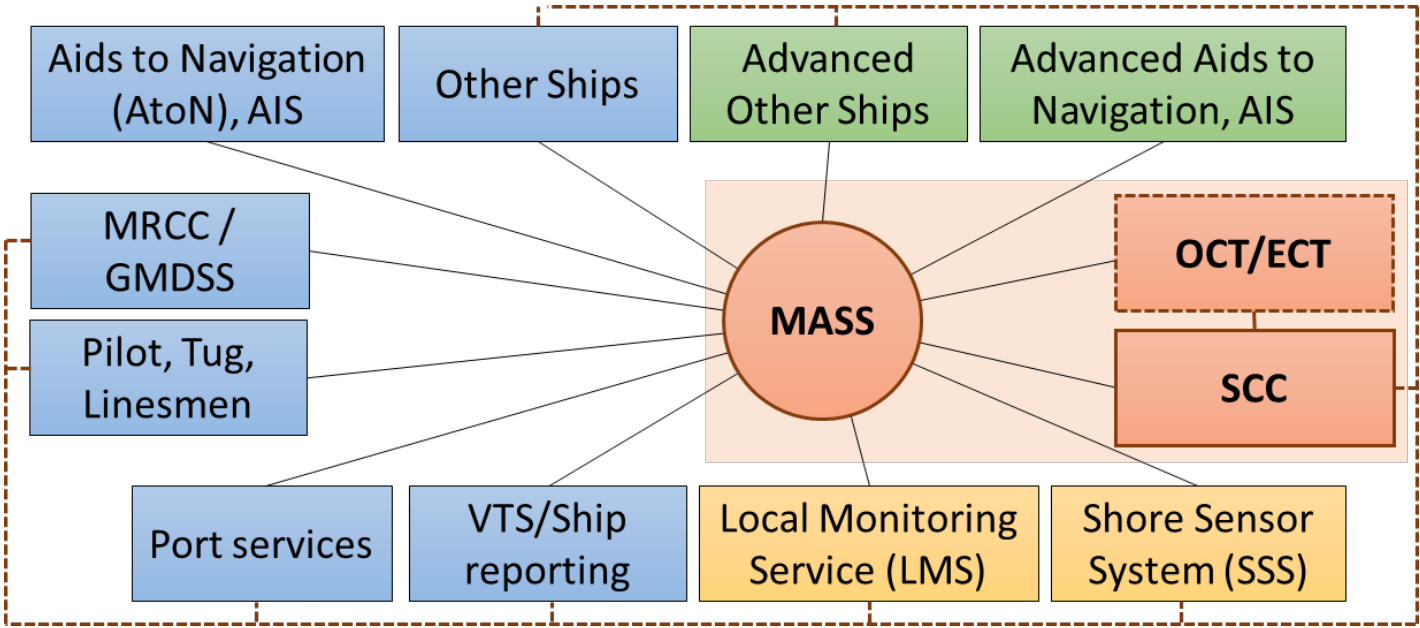 Aids to Navigation
(AtoN), AIS
Other Ships
Advanced
Other Ships
Advanced Aids to
Navigation, AIS
MRCC /
GMDSS
OCT/ECT
MASS
Pilot, Tug,
Linesmen
SCC
Port services
VTS/Ship
reporting
Local Monitoring
Service (LMS)
Shore Sensor
System (SSS)